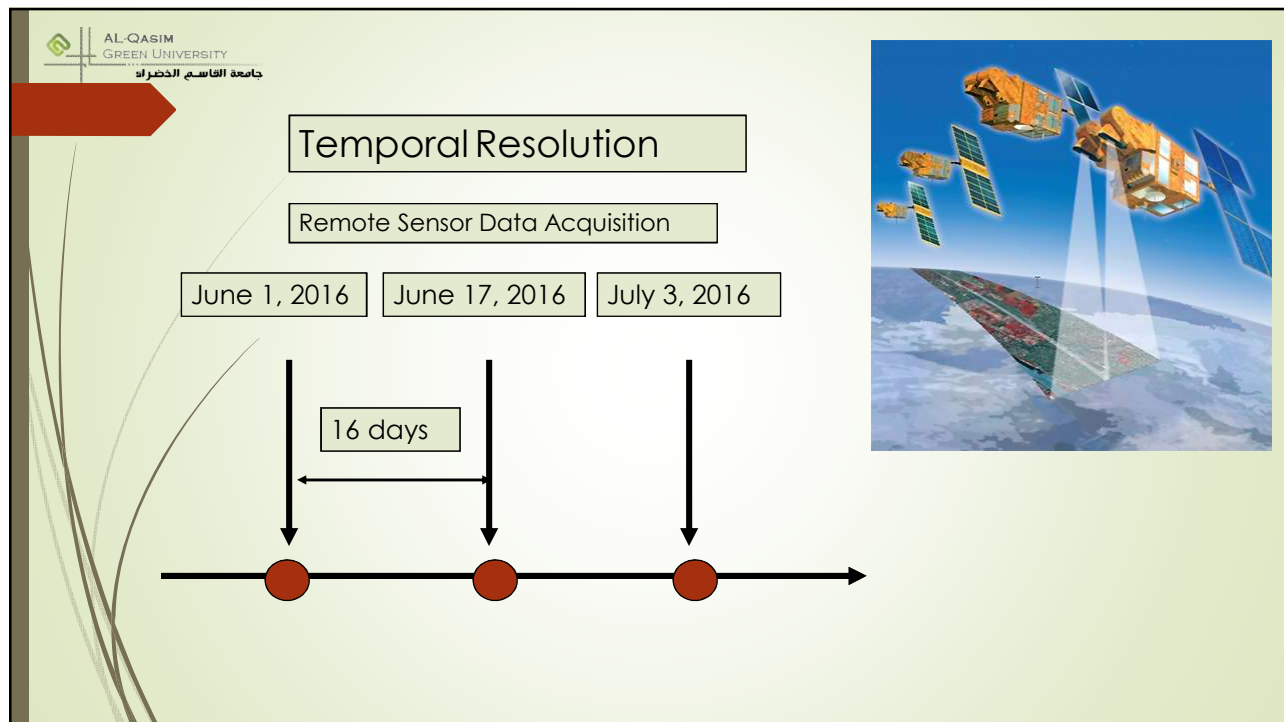 AL-QASIM
GREEN UNIVERSITY
جامعة القاسم الخضراء
Temporal Resolution
Remote Sensor Data Acquisition
June 1, 2016
June 17, 2016
July 3, 2016
16 days